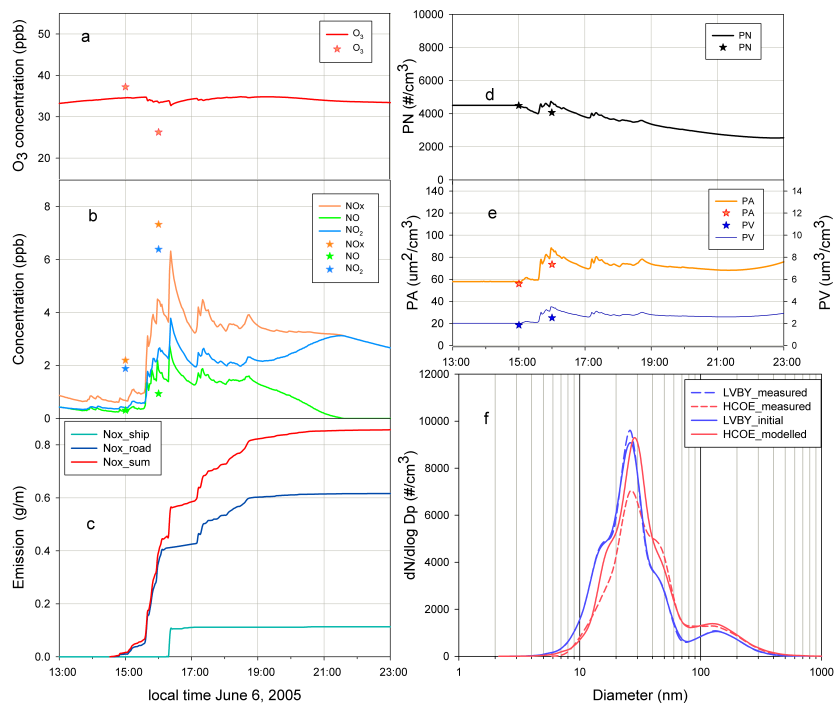 a
O3 concentration (ppb)
50
40
30
20
O3
O3
b
Concentration (ppb)
8
6
4
2
0
NOx
NO
NO2
NOx
NO
NO2
c
Emission (g/m)
0.8
0.6
0.4
0.2
0.0
Nox_ship
Nox_road
Nox_sum
13:00 15:00 17:00 19:00 21:00 23:00
local time June 6, 2005
d
PN (#/cm3)
10000
8000
6000
4000
2000
0
PN
PN
e
PA (um2/cm3)
140
120
100
80
60
40
20
0
PA
PA
PV
PV
14
12
10
8
6
4
2
0
PV (um3/cm3)
13:00 15:00 17:00 19:00 21:00 23:00
f
dN/dlog Dp (#/cm3)
12000
10000
8000
6000
4000
2000
0
LVBY_measured
HCOE_measured
LVBY_initial
HCOE_modelled
1 10 100 1000
Diameter (nm)